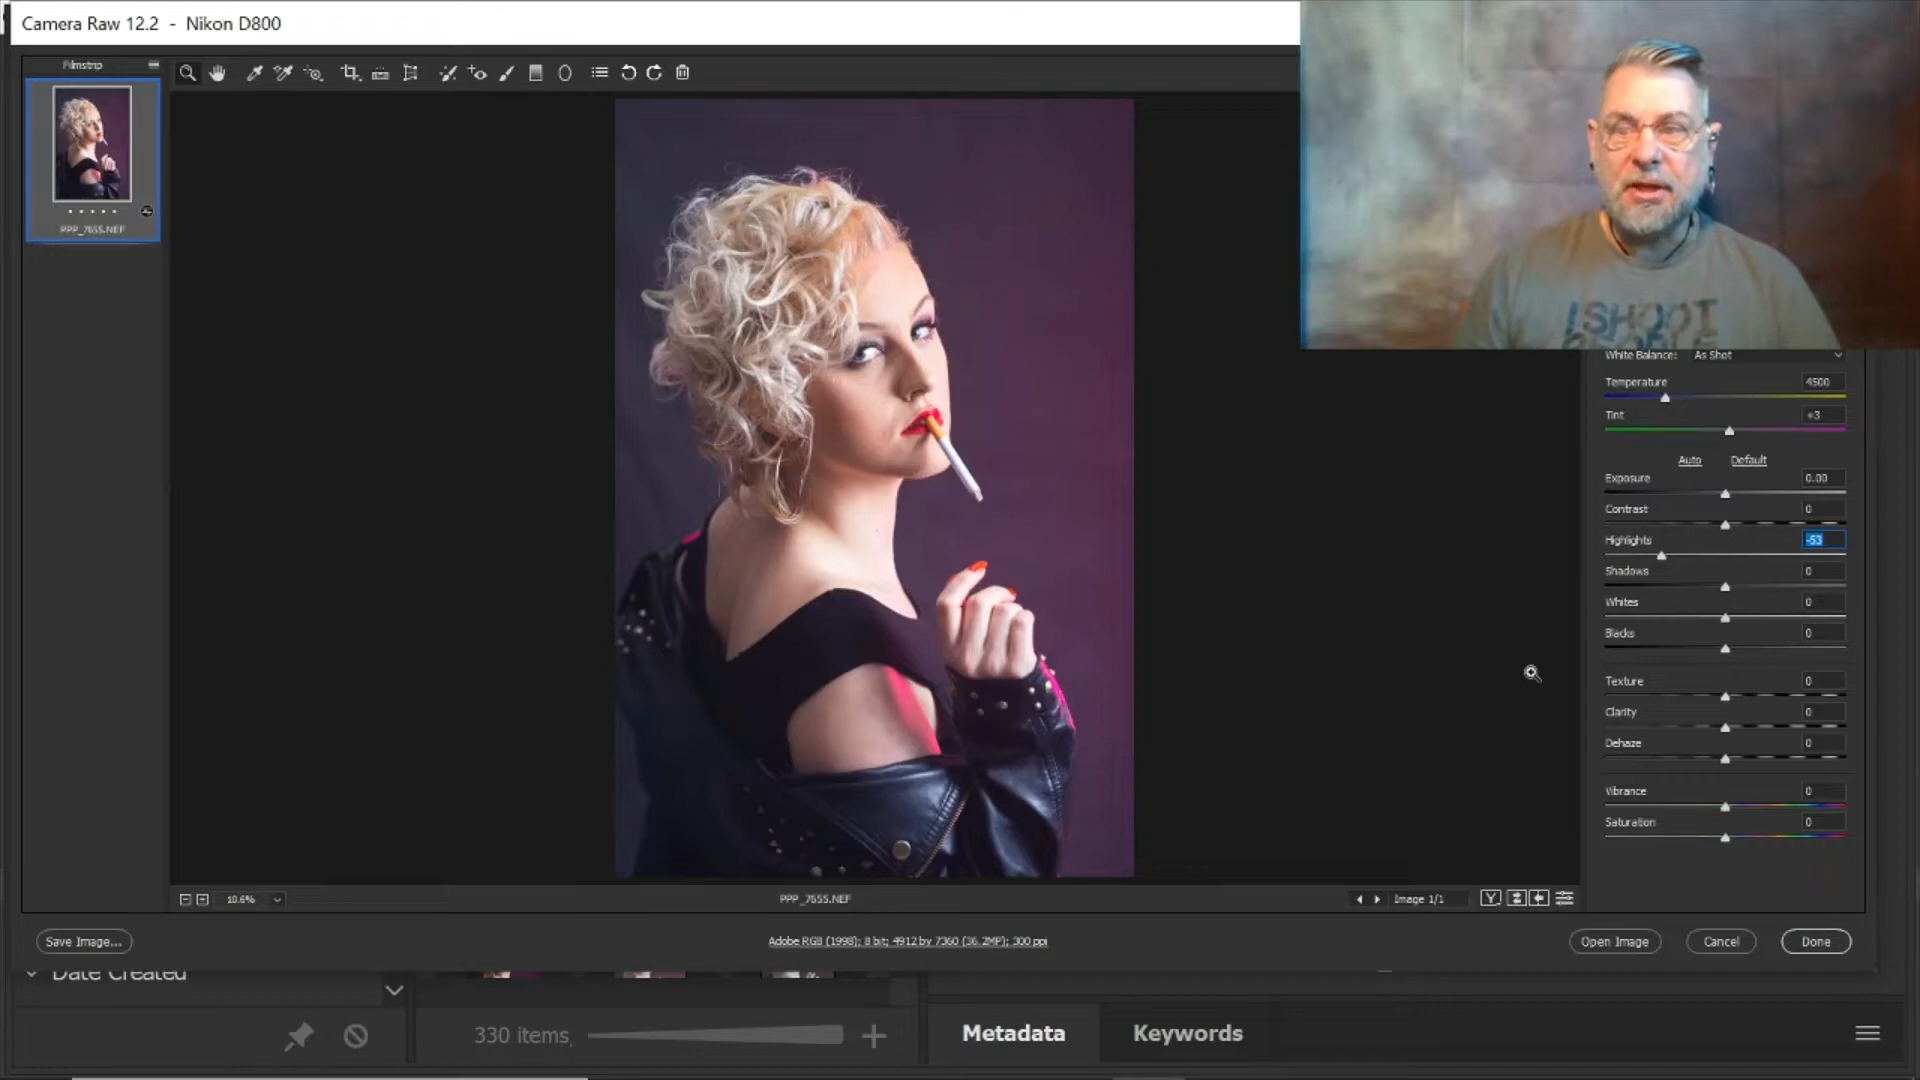 Camera Raw 12.2 - Nikon D800
Filmstrip
PPP_7655.NEF
I SHOOT
White Balance: As Shot
Temperature 4500
Tint +3
Auto Default
Exposure 0.00
Contrast 0
Highlights -53
Shadows 0
Whites 0
Blacks 0
Texture 0
Clarity 0
Dehaze 0
Vibrance 0
Saturation 0
10.6%
PPP_7655.NEF
Image 1/1
Y
Save Image...
Adobe RGB (1998); 8 bit; 4912 by 7360 (36.2MP); 300 ppi
Open Image
Cancel
Done
Date Created
330 items,
Metadata
Keywords